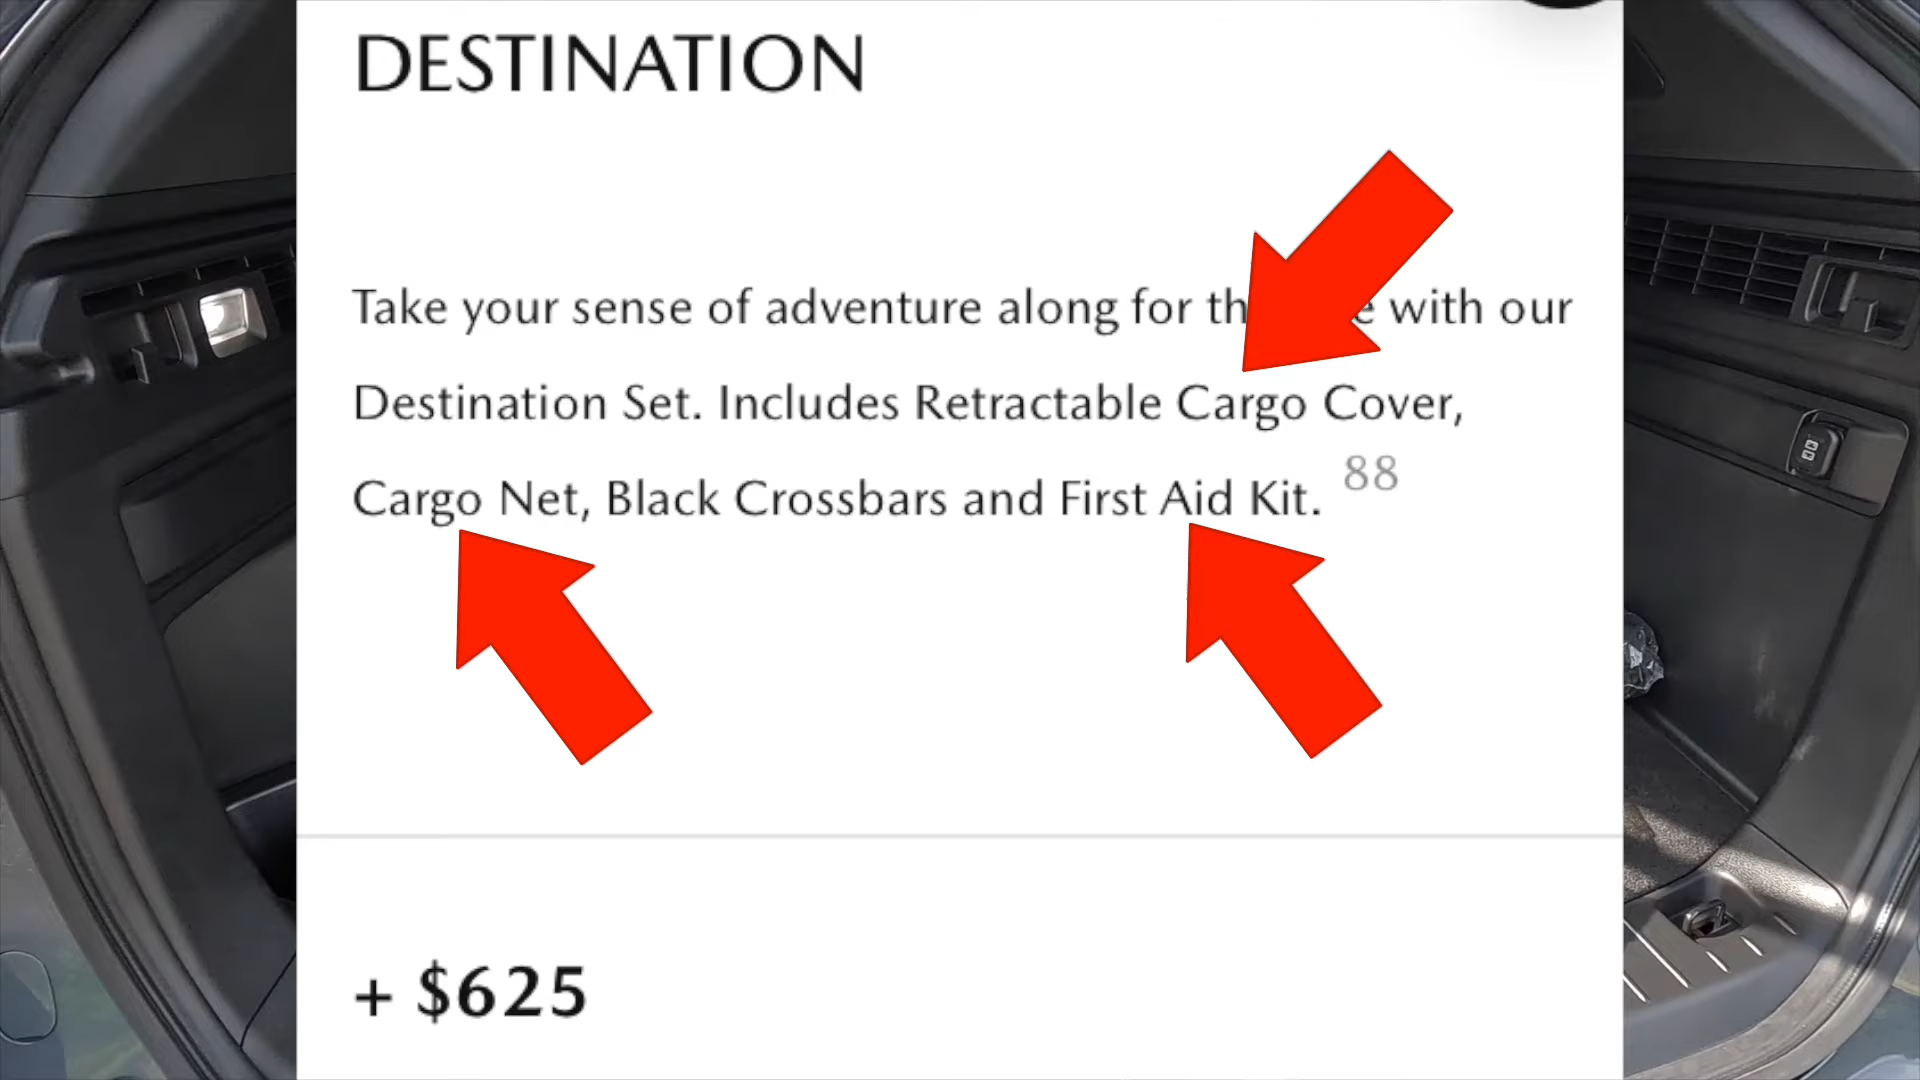 DESTINATION
Take your sense of adventure along for with our
Destination Set. Includes Retractable Cargo Cover,
Cargo Net, Black Crossbars and First Aid Kit. 88
+ $625